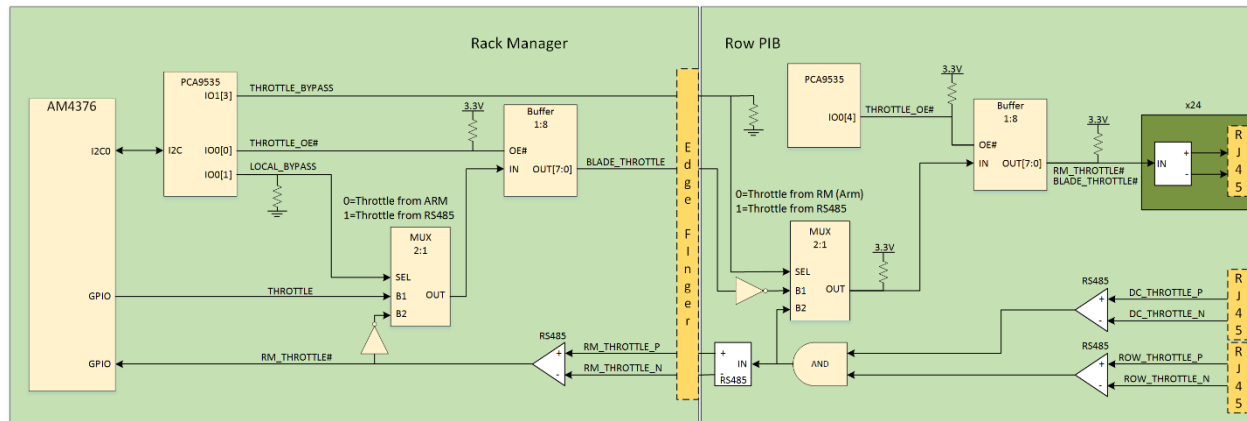 Rack Manager
AM4376
I2C0
GPIO
GPIO
PCA9535
I2C
IO1[3]
IO0[0]
IO0[1]
THROTTLE_BYPASS
THROTTLE_OE#
LOCAL_BYPASS
3.3V
Buffer
1:8
OE#
IN
OUT[7:0]
BLADE_THROTTLE
0=Throttle from ARM
1=Throttle from RS485
MUX
2:1
SEL
B1
B2
OUT
THROTTLE
RM_THROTTLE#
RS485
+
-
RM_THROTTLE_P
RM_THROTTLE_N
Edge FInger
Row PIB
PCA9535
IO0[4]
THROTTLE_OE#
3.3V
Buffer
1:8
OE#
IN
OUT[7:0]
3.3V
RM_THROTTLE#
BLADE_THROTTLE#
x24
IN
+
-
RJ45
0=Throttle from RM (Arm)
1=Throttle from RS485
MUX
2:1
SEL
B1
B2
OUT
3.3V
+
-
IN
RS485
AND
RS485
+
-
DC_THROTTLE_P
DC_THROTTLE_N
RJ45
RS485
+
-
ROW_THROTTLE_P
ROW_THROTTLE_N
RJ45